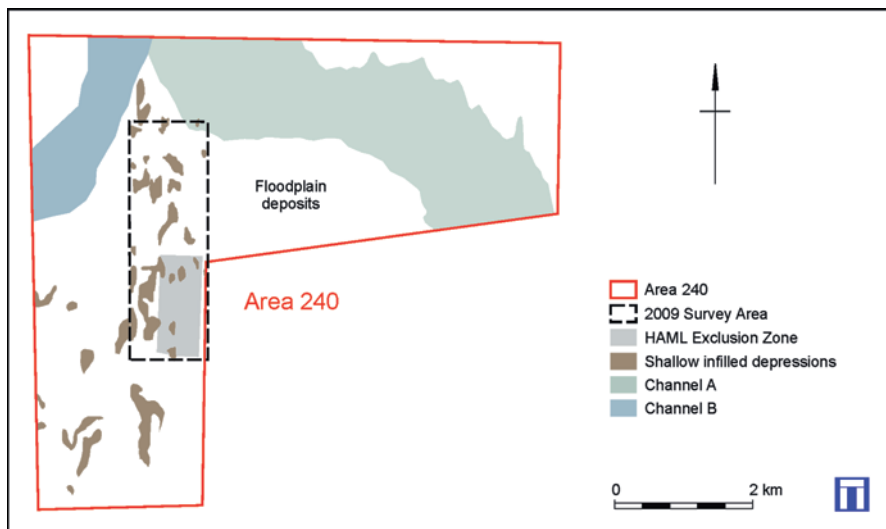 Floodplain
deposits
Area 240
Area 240
2009 Survey Area
HAML Exclusion Zone
Shallow infilled depressions
Channel A
Channel B
0 2 km